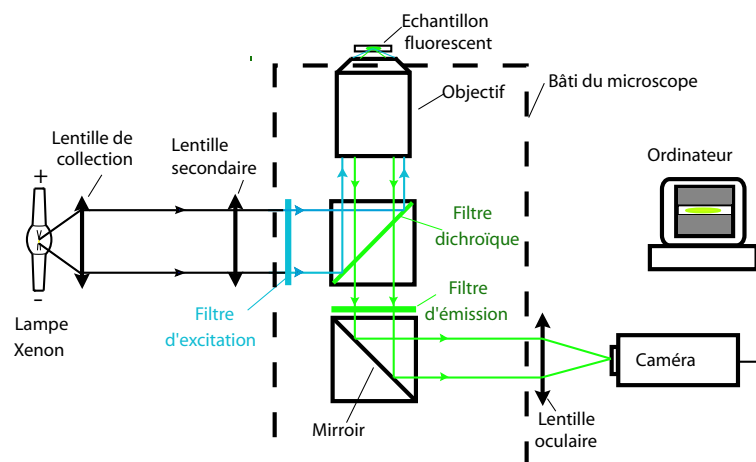 Echantillon
fluorescent
Bâti du microscope
Objectif
Lentille de
collection
Lentille
secondaire
Ordinateur
+
Filtre
dichroïque
−
Filtre
d'émission
Filtre
d'excitation
Lampe
Xenon
Caméra
Mirroir
Lentille
oculaire